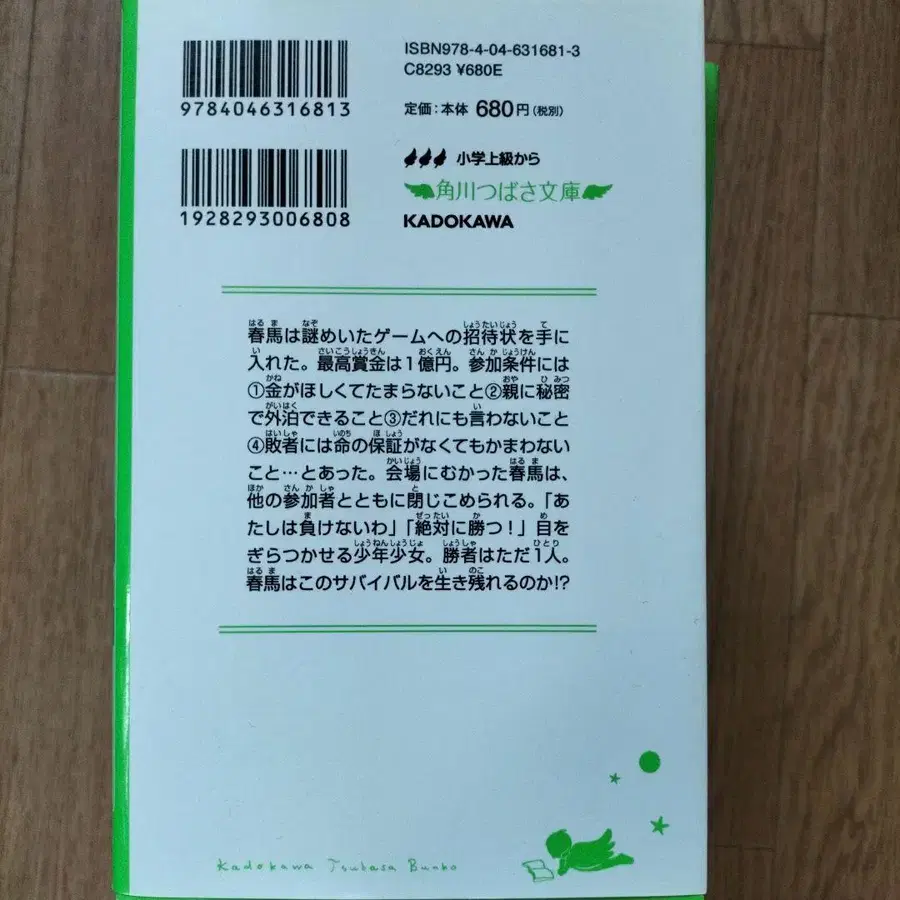 ISBN978-4-04-631681-3
C8293 ¥680E
9784046316813
定価：本体 680円（税別）
小学上級から
角川つばさ文庫
1928293006808
KADOKAWA
春馬は謎めいたゲームへの招待状を手に
入れた。最高賞金は1億円。参加条件には
①金がほしくてたまらないこと②親に秘密
で外泊できること③だれにも言わないこと
④敗者には命の保証がなくてもかまわない
こと…とあった。会場にむかった春馬は、
他の参加者とともに閉じこめられる。「あ
たしは負けないわ」「絶対に勝つ！」目を
ぎらつかせる少年少女。勝者はただ1人。
春馬はこのサバイバルを生き残れるのか!?
Kadokawa Tsubasa Bunko